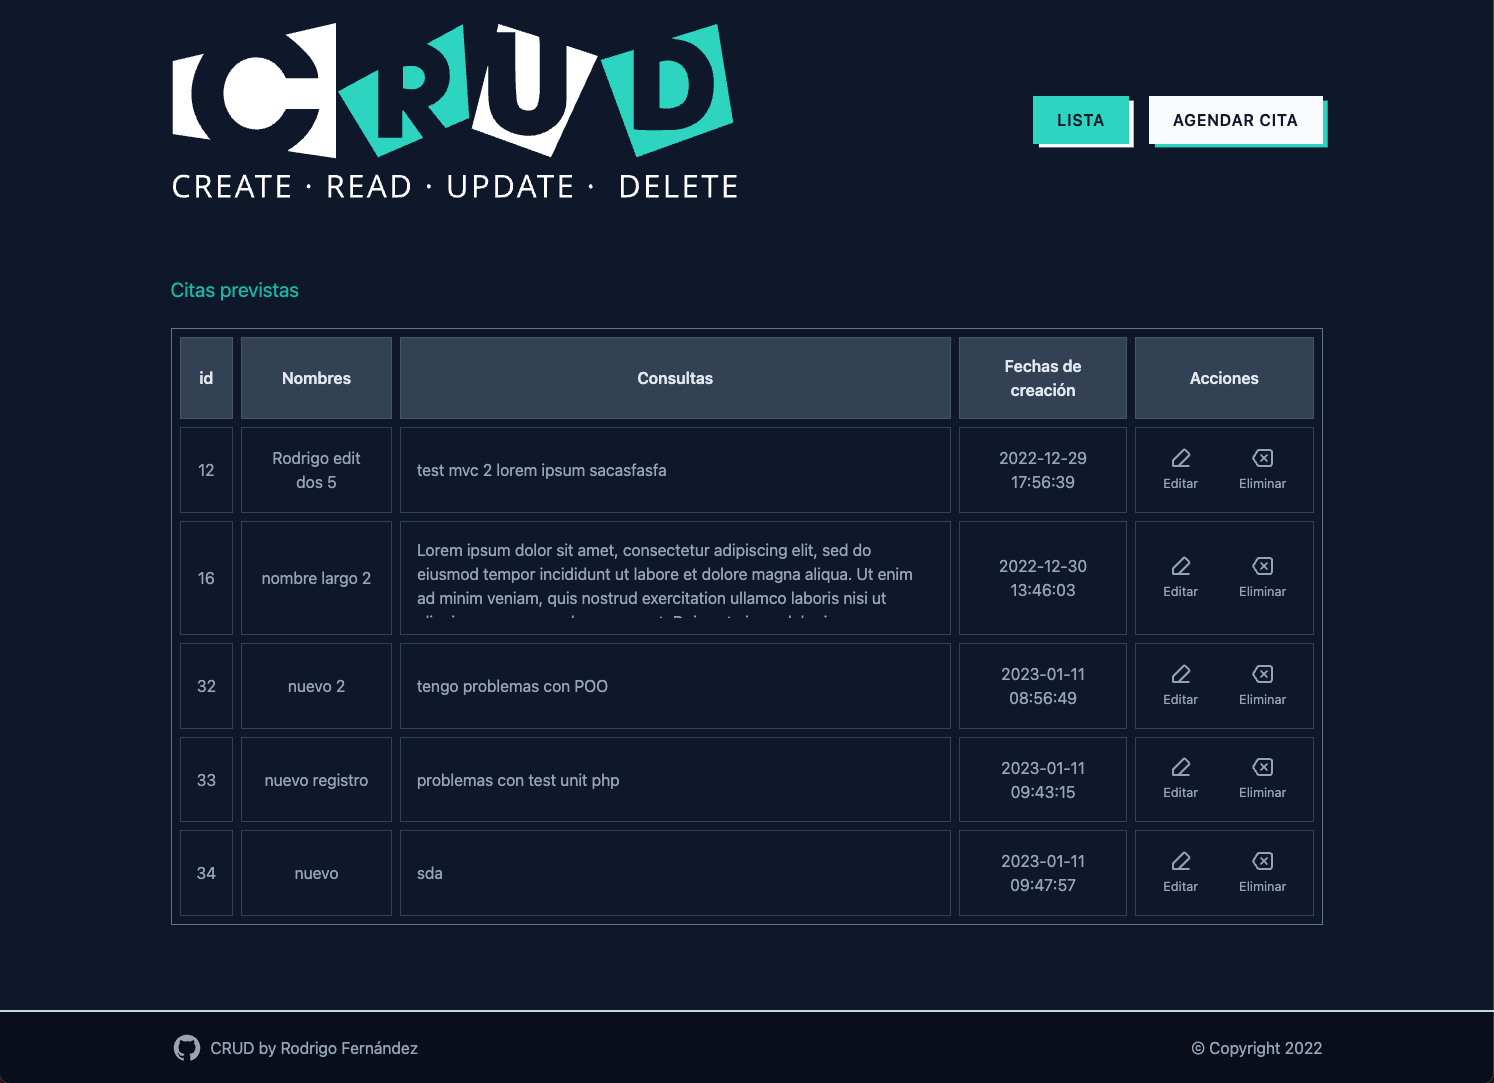 CRUD
CREATE · READ · UPDATE · DELETE
LISTA
AGENDAR CITA
Citas previstas
id
Nombres
Consultas
Fechas de
creación
Acciones
12
Rodrigo edit
dos 5
test mvc 2 lorem ipsum sacasfasfa
2022-12-29
17:56:39
Editar
Eliminar
16
nombre largo 2
Lorem ipsum dolor sit amet, consectetur adipiscing elit, sed do
eiusmod tempor incididunt ut labore et dolore magna aliqua. Ut enim
ad minim veniam, quis nostrud exercitation ullamco laboris nisi ut
2022-12-30
13:46:03
Editar
Eliminar
32
nuevo 2
tengo problemas con POO
2023-01-11
08:56:49
Editar
Eliminar
33
nuevo registro
problemas con test unit php
2023-01-11
09:43:15
Editar
Eliminar
34
nuevo
sda
2023-01-11
09:47:57
Editar
Eliminar
CRUD by Rodrigo Fernández
© Copyright 2022